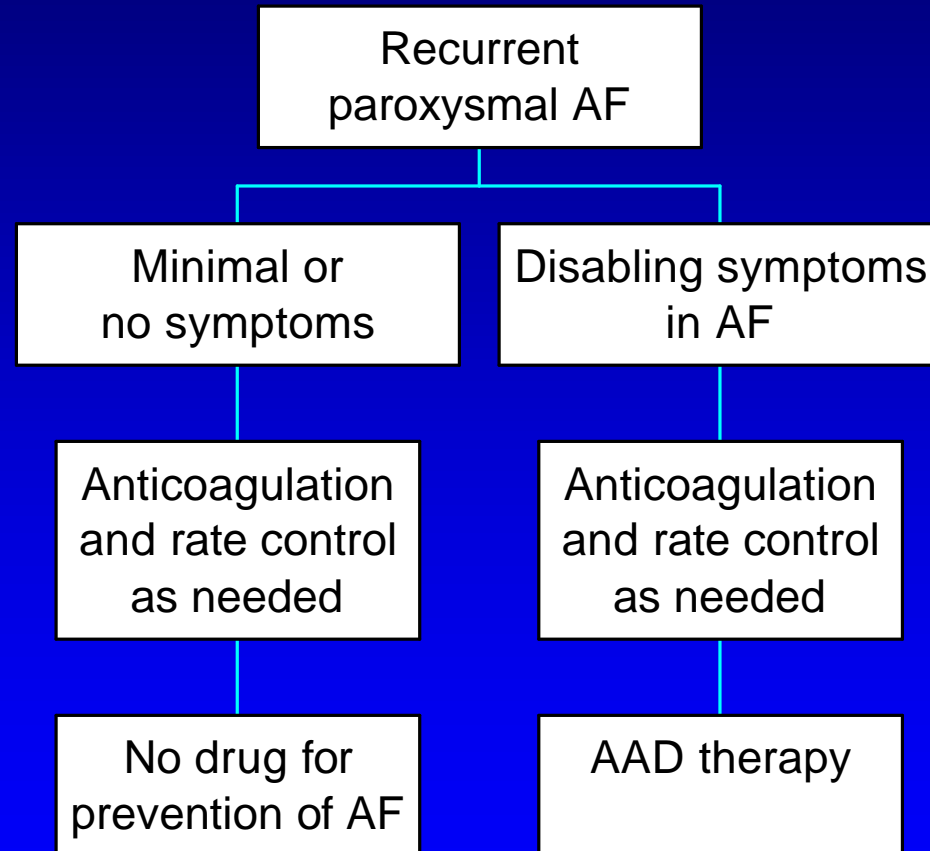 Recurrent
paroxysmal AF
Minimal or
no symptoms
Disabling symptoms
in AF
Anticoagulation
and rate control
as needed
Anticoagulation
and rate control
as needed
No drug for
prevention of AF
AAD therapy